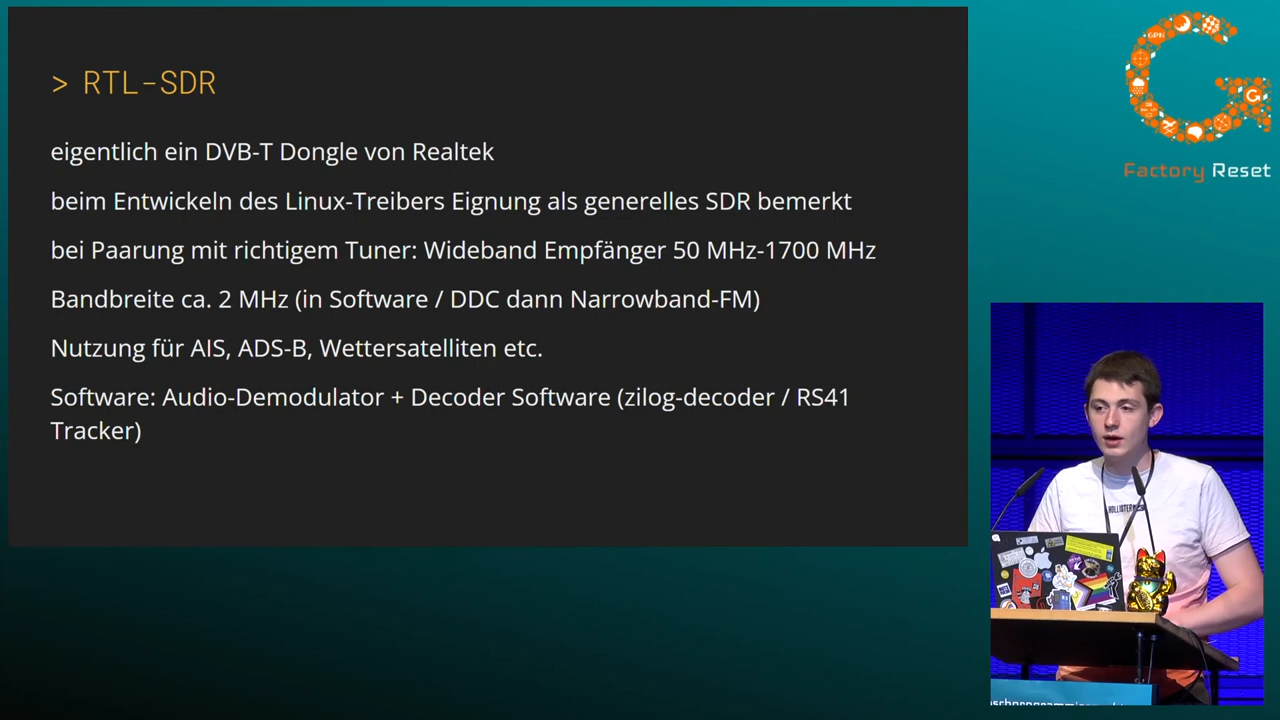 > RTL-SDR
eigentlich ein DVB-T Dongle von Realtek
beim Entwickeln des Linux-Treibers Eignung als generelles SDR bemerkt
bei Paarung mit richtigem Tuner: Wideband Empfänger 50 MHz-1700 MHz
Bandbreite ca. 2 MHz (in Software / DDC dann Narrowband-FM)
Nutzung für AIS, ADS-B, Wettersatelliten etc.
Software: Audio-Demodulator + Decoder Software (zilog-decoder / RS41
Tracker)
GPN
G
Factory Reset
HOLLISTER